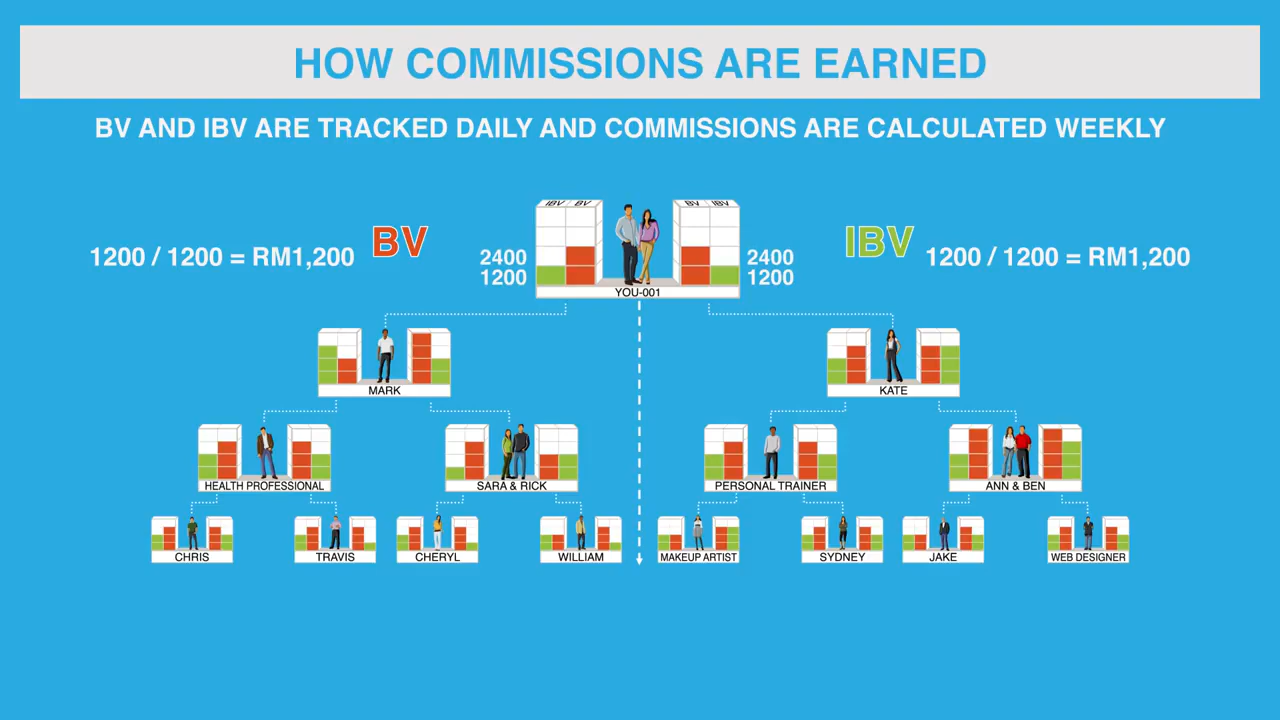 HOW COMMISSIONS ARE EARNED
BV AND IBV ARE TRACKED DAILY AND COMMISSIONS ARE CALCULATED WEEKLY
IBV BV
BV IBV
1200 / 1200 = RM1,200
BV
2400
1200
2400
1200
IBV
1200 / 1200 = RM1,200
YOU-001
MARK
KATE
HEALTH PROFESSIONAL
SARA & RICK
PERSONAL TRAINER
ANN & BEN
CHRIS
TRAVIS
CHERYL
WILLIAM
MAKEUP ARTIST
SYDNEY
JAKE
WEB DESIGNER